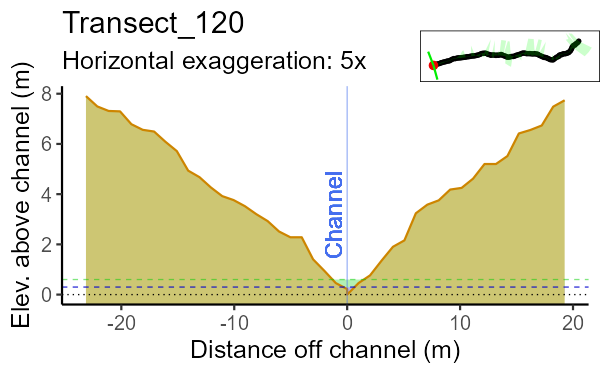 Transect_120
Horizontal exaggeration: 5x
Elev. above channel (m)
8
6
4
2
0
Channel
-20
-10
0
10
20
Distance off channel (m)